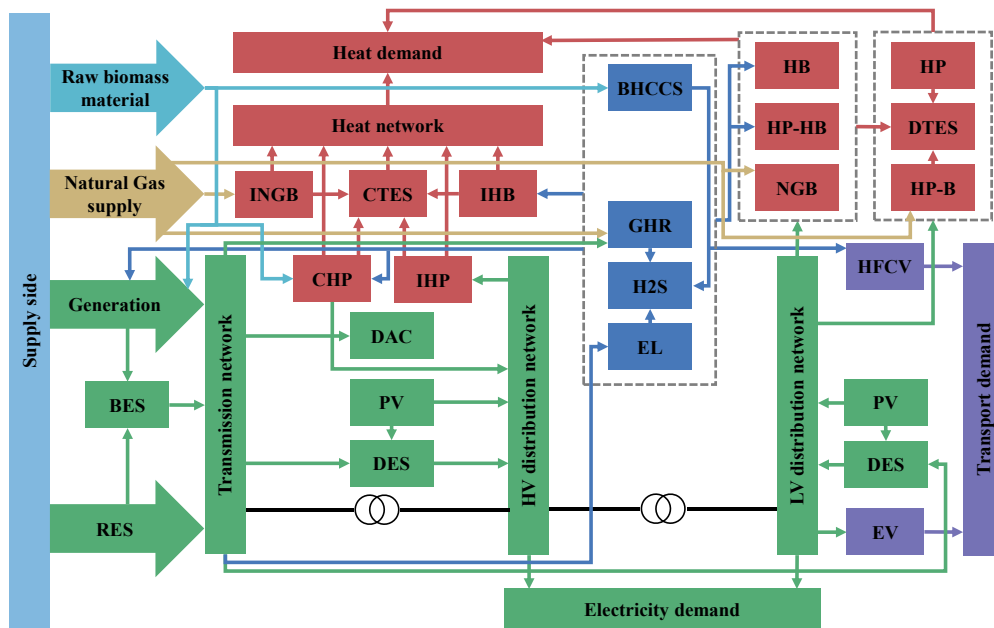 Supply side
Raw biomass
material
Natural Gas
supply
Generation
RES
BES
Heat demand
Heat network
INGB
CTES
IHB
CHP
IHP
Transmission network
DAC
PV
DES
HV distribution network
BHCCS
GHR
H2S
EL
HB
HP-HB
NGB
HP
DTES
HP-B
LV distribution network
HFCV
PV
DES
EV
Transport demand
Electricity demand